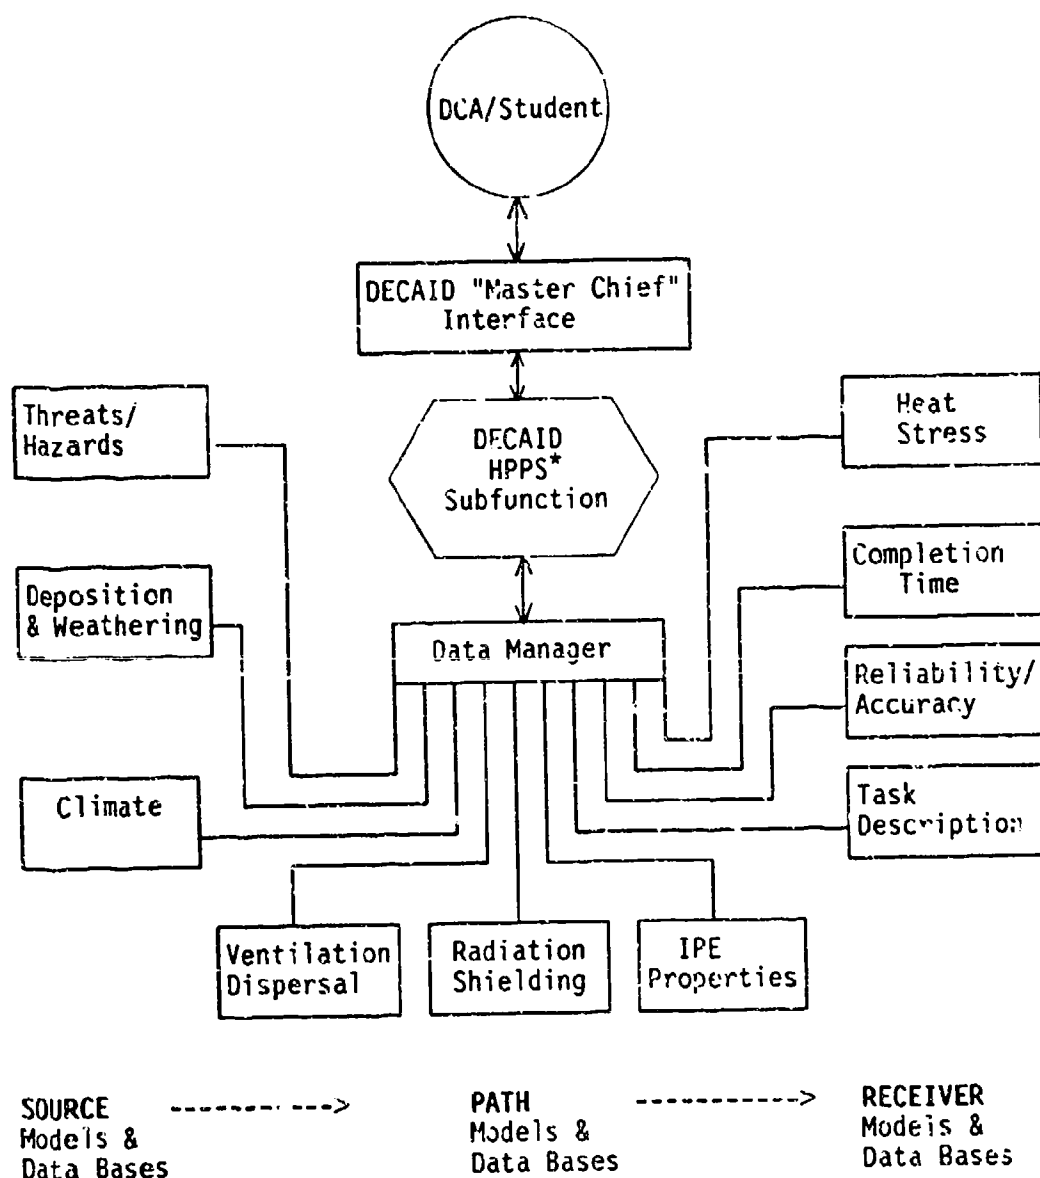 DCA/Student
DECAID "Master Chief"
Interface
DECAID
HPPS*
Subfunction
Data Manager
Threats/
Hazards
Deposition
& Weathering
Climate
Ventilation
Dispersal
Radiation
Shielding
IPE
Properties
Heat
Stress
Completion
Time
Reliability/
Accuracy
Task
Description
SOURCE
Models &
Data Bases
PATH
Models &
Data Bases
RECEIVER
Models &
Data Bases